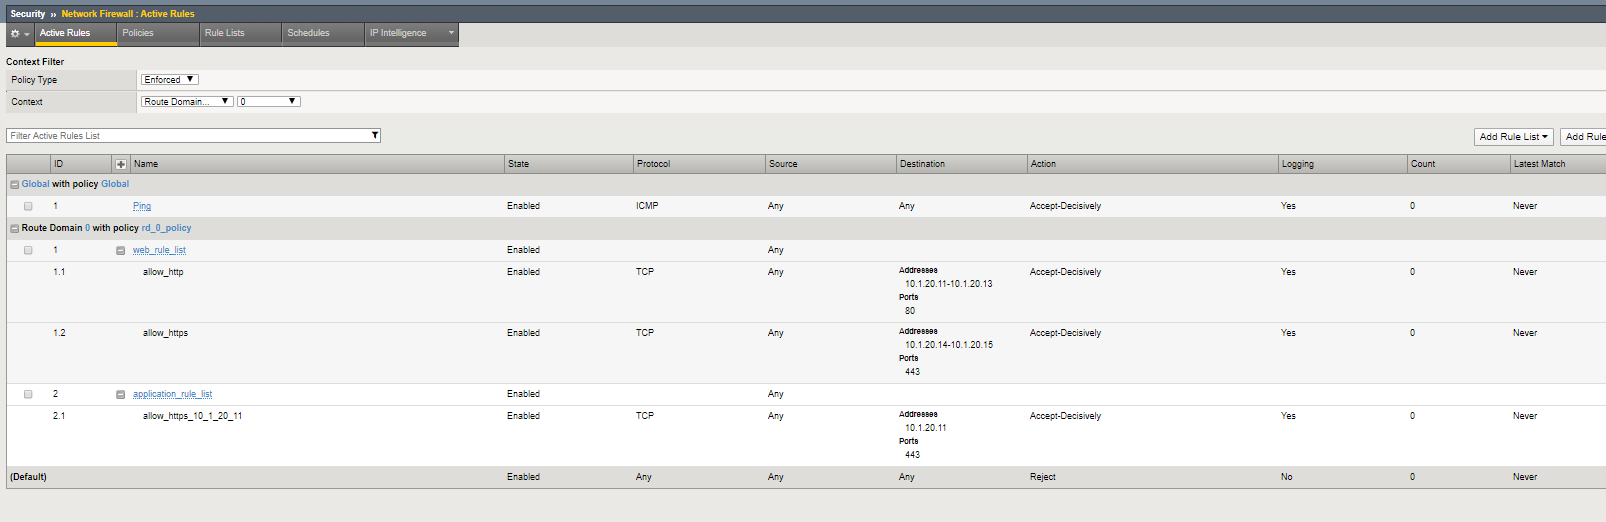 Security » Network Firewall : Active Rules
Active Rules Policies Rule Lists Schedules IP Intelligence
Context Filter
Policy Type Enforced
Context Route Domain... 0
Filter Active Rules List Add Rule List Add Rule
ID Name State Protocol Source Destination Action Logging Count Latest Match
Global with policy Global
1 Ping Enabled ICMP Any Any Accept-Decisively Yes 0 Never
Route Domain 0 with policy rd_0_policy
1 web_rule_list Enabled Any
1.1 allow_http Enabled TCP Any Addresses Accept-Decisively Yes 0 Never
10.1.20.11-10.1.20.13
Ports
80
1.2 allow_https Enabled TCP Any Addresses Accept-Decisively Yes 0 Never
10.1.20.14-10.1.20.15
Ports
443
2 application_rule_list Enabled Any
2.1 allow_https_10_1_20_11 Enabled TCP Any Addresses Accept-Decisively Yes 0 Never
10.1.20.11
Ports
443
(Default) Enabled Any Any Any Reject No 0 Never